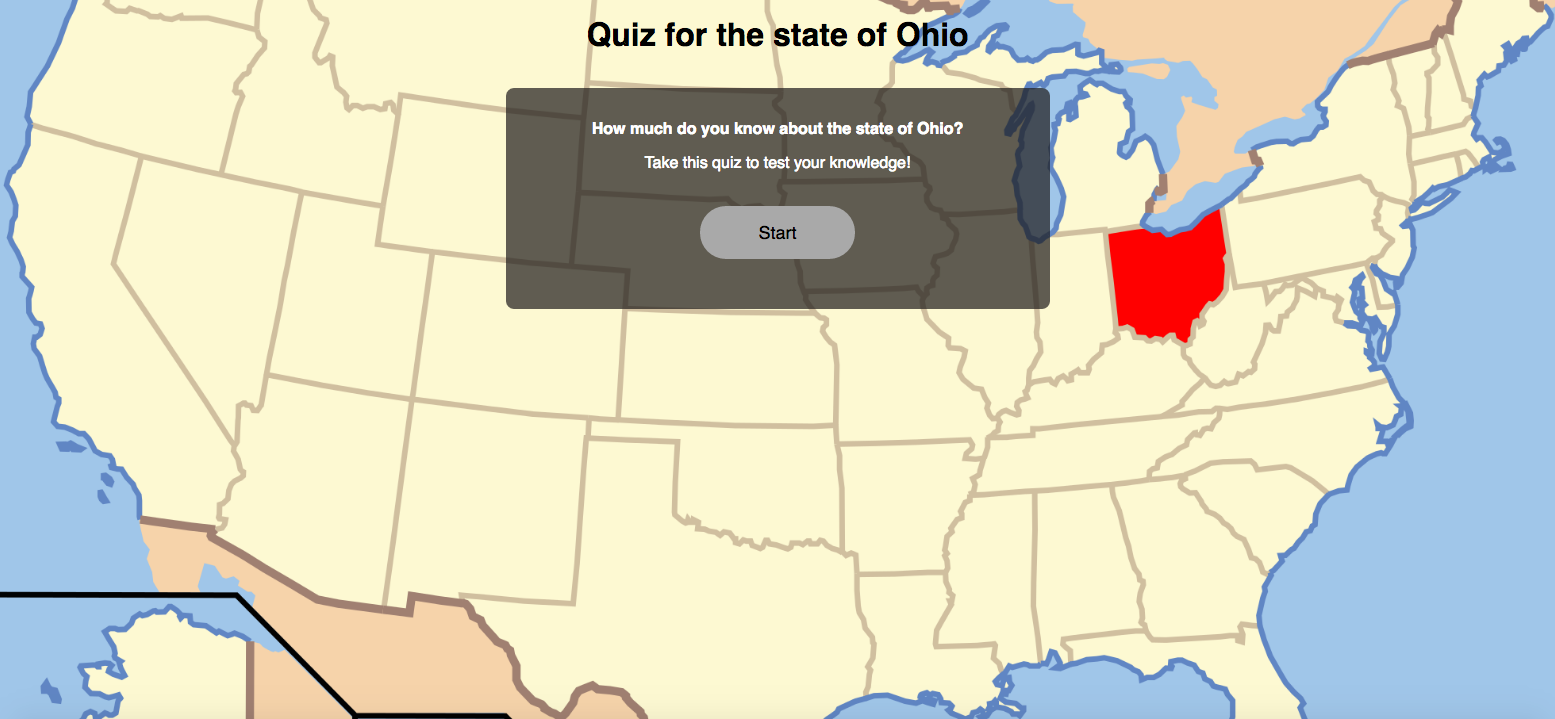 Quiz for the state of Ohio
How much do you know about the state of Ohio?
Take this quiz to test your knowledge!
Start